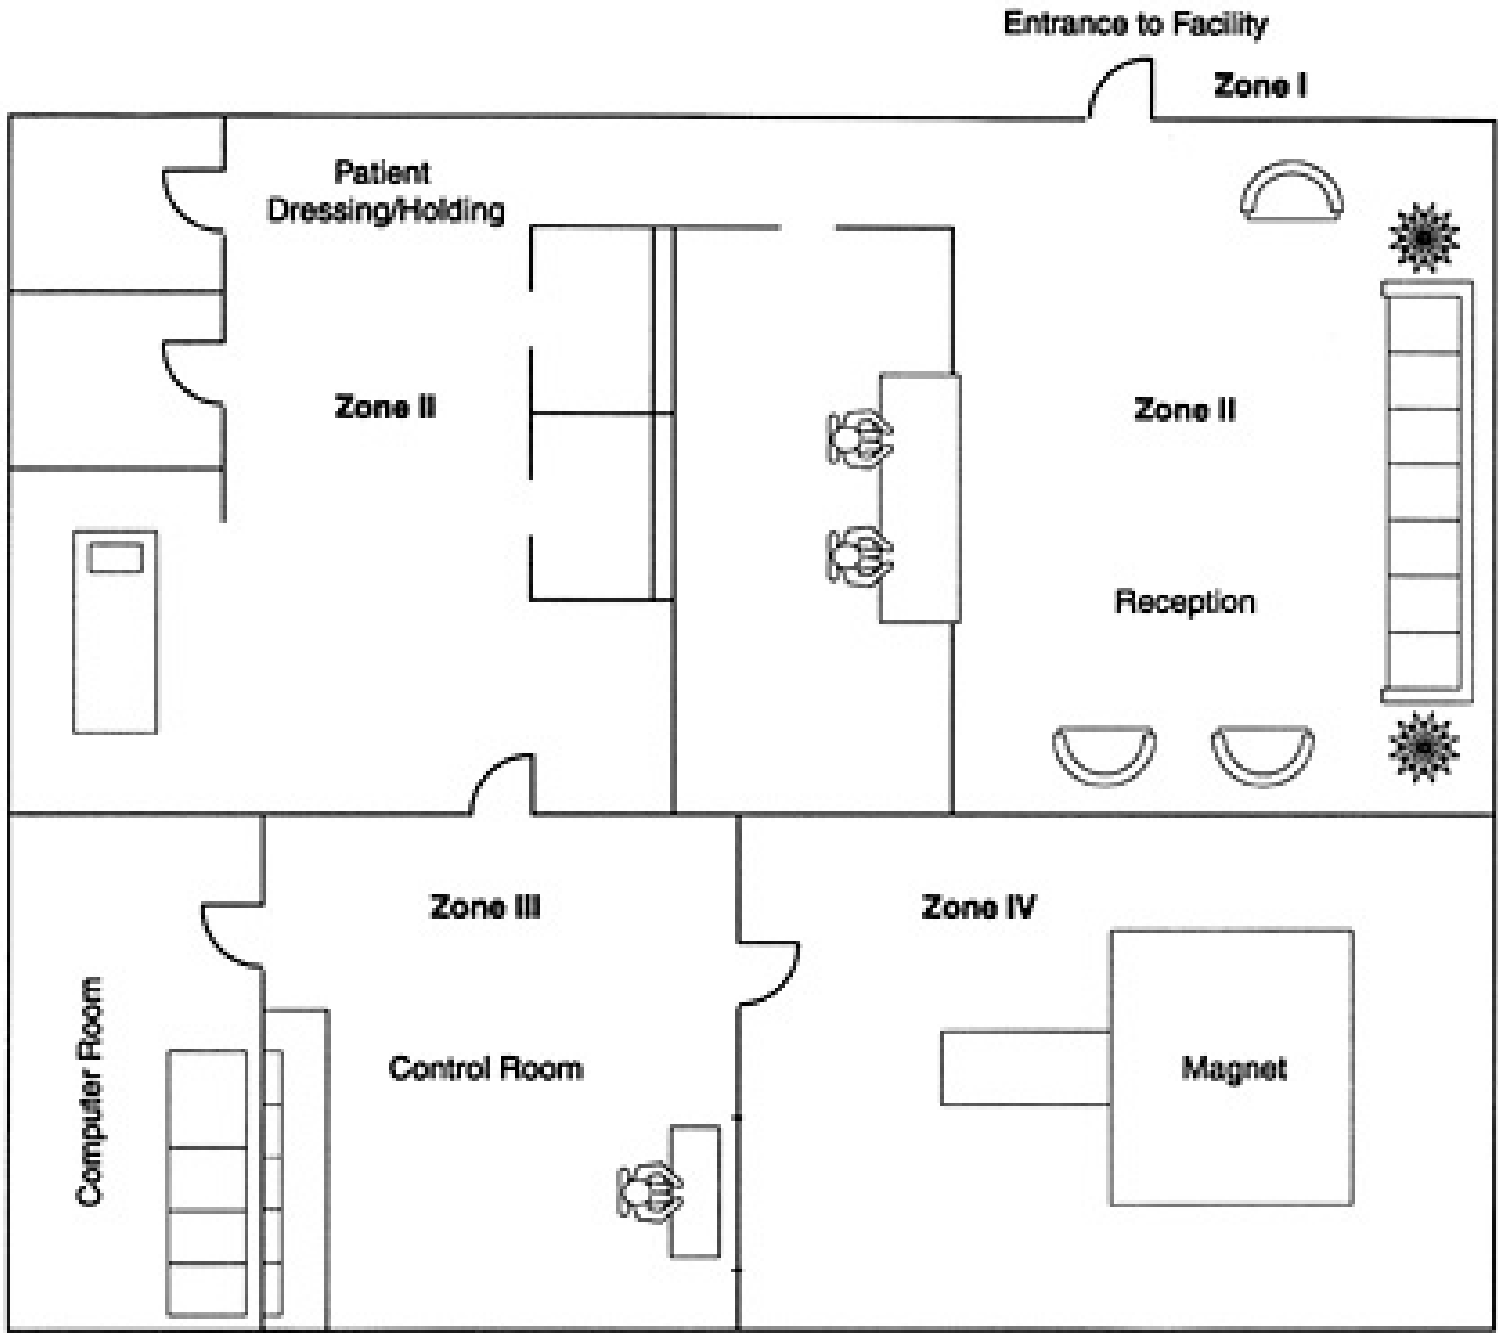 Entrance to Facility
Zone I
Patient
Dressing/Holding
Zone II
Zone II
Reception
Zone III
Zone IV
Computer Room
Control Room
Magnet